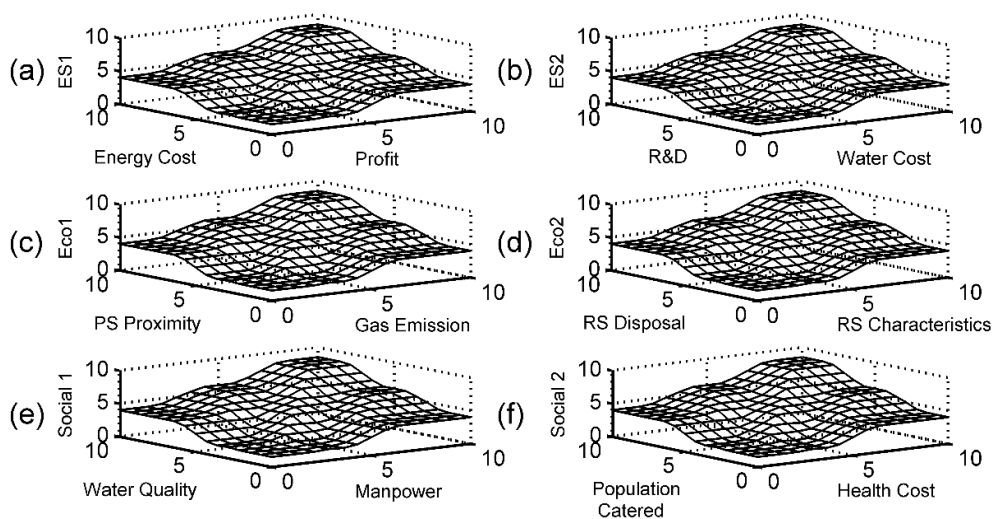 (a)
ES1
10
5
0
10
5
0
Energy Cost
0
5
10
Profit
(b)
ES2
10
5
0
10
5
0
R&D
0
5
10
Water Cost
(c)
Eco1
10
5
0
10
5
0
PS Proximity
0
5
10
Gas Emission
(d)
Eco2
10
5
0
10
5
0
RS Disposal
0
5
10
RS Characteristics
(e)
Social 1
10
5
0
10
5
0
Water Quality
0
5
10
Manpower
(f)
Social 2
10
5
0
10
5
0
Population
Catered
0
5
10
Health Cost